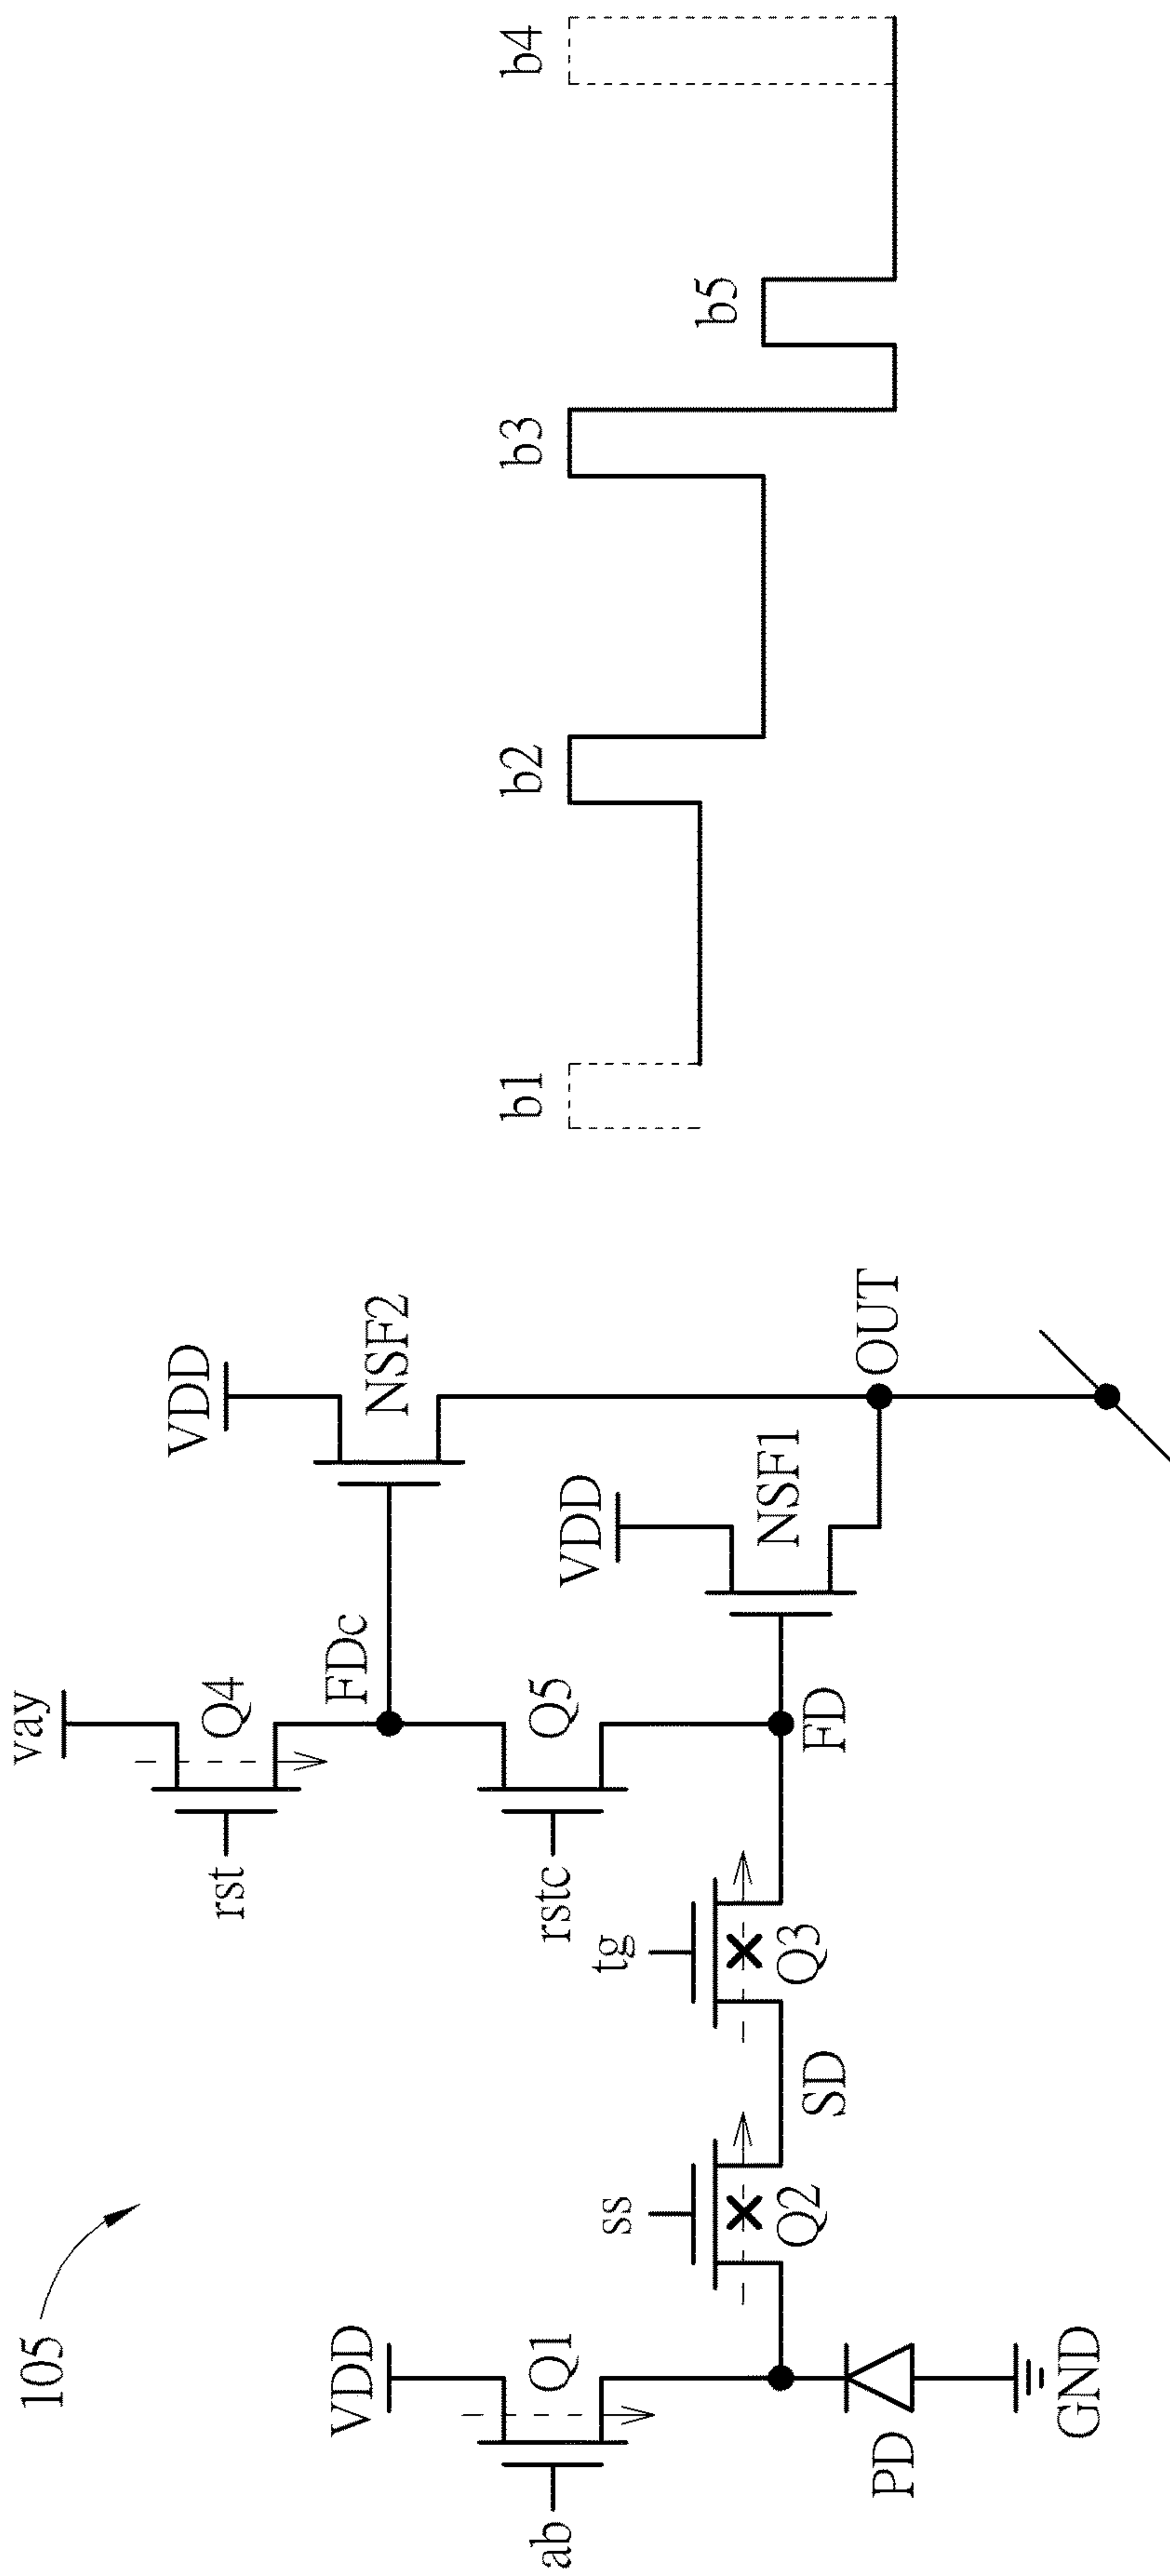 105
vay
VDD
rst
Q4
FDc
NSF2
VDD
ab
Q1
rstc
Q5
VDD
NSF1
ss
tg
Q2
Q3
SD
FD
OUT
PD
GND
b1
b2
b3
b5
b4